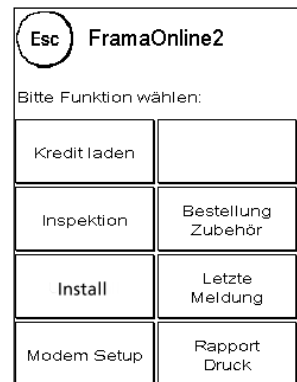 Esc FramaOnline2
Bitte Funktion wählen:
Kredit laden
Inspektion
Bestellung
Zubehör
Install
Letzte
Meldung
Modem Setup
Rapport
Druck